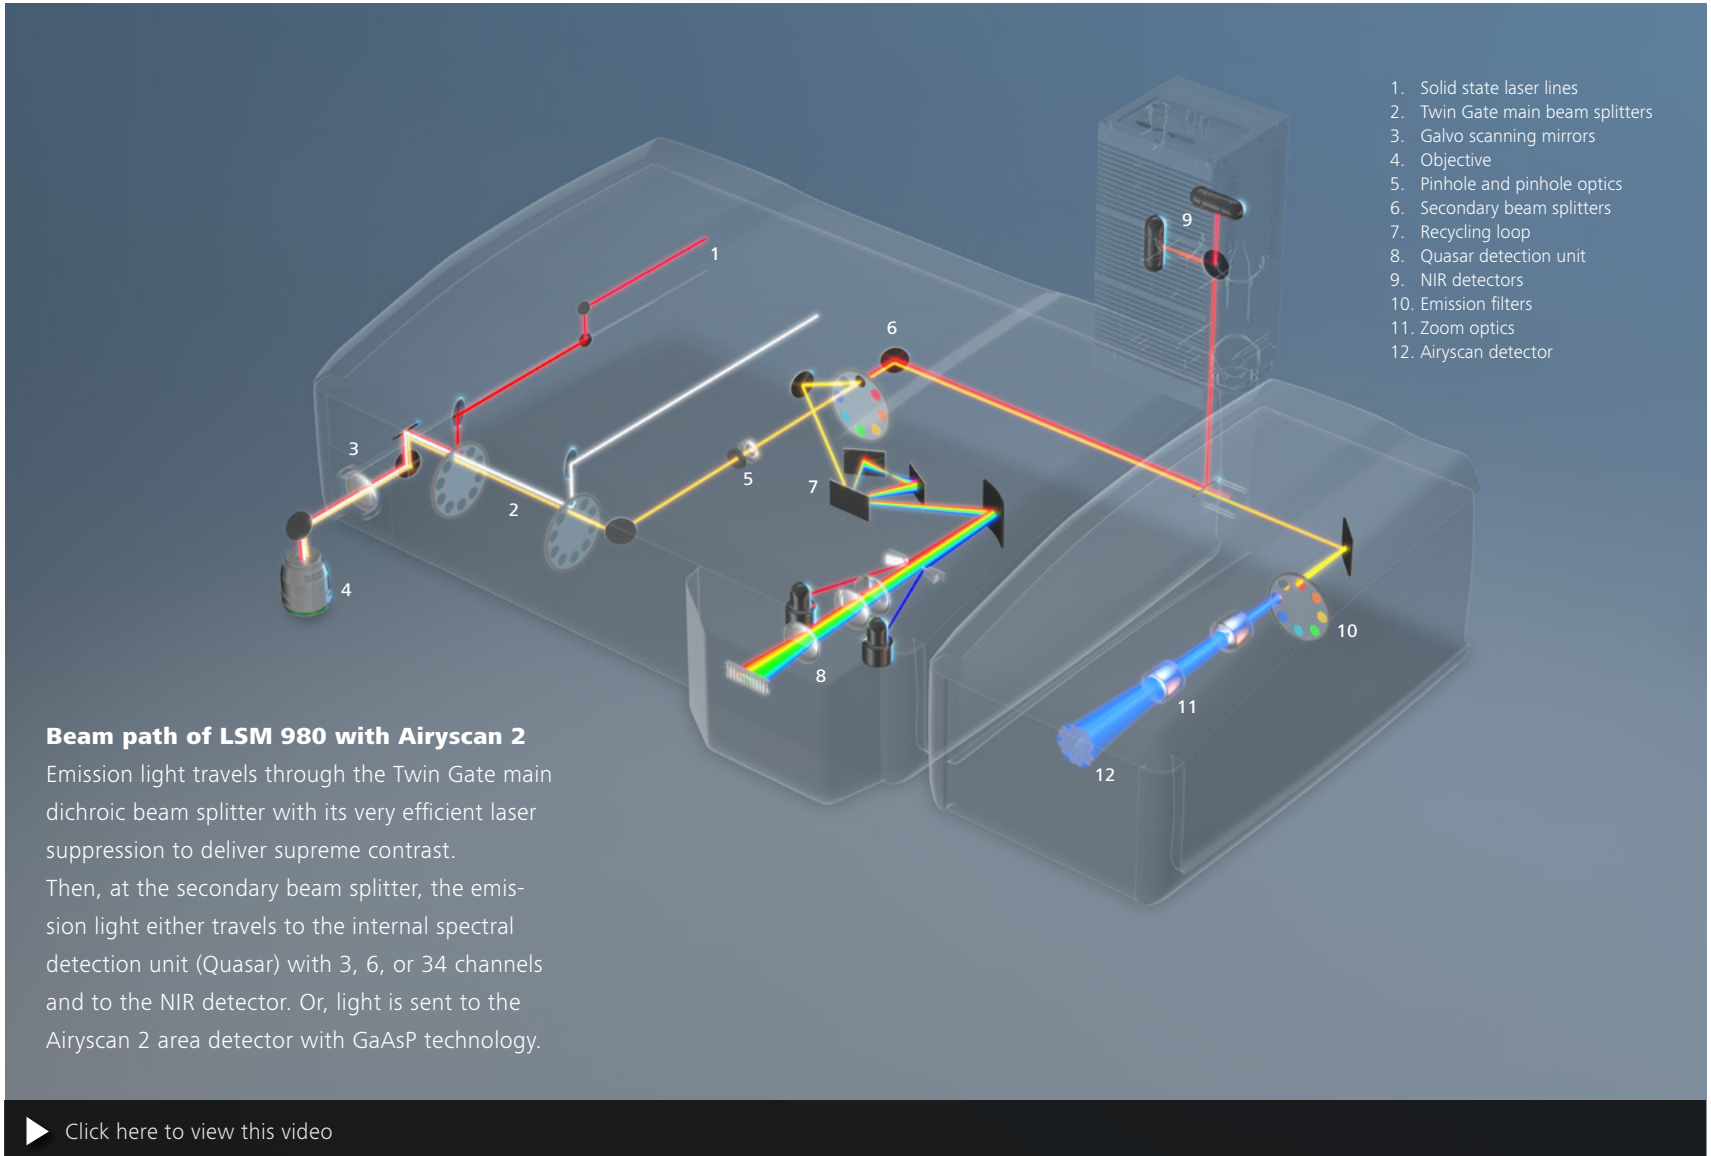 1. Solid state laser lines
2. Twin Gate main beam splitters
3. Galvo scanning mirrors
4. Objective
5. Pinhole and pinhole optics
6. Secondary beam splitters
7. Recycling loop
8. Quasar detection unit
9. NIR detectors
10. Emission filters
11. Zoom optics
12. Airyscan detector
1
2
3
4
5
6
7
8
9
10
11
12
Beam path of LSM 980 with Airyscan 2
Emission light travels through the Twin Gate main
dichroic beam splitter with its very efficient laser
suppression to deliver supreme contrast.
Then, at the secondary beam splitter, the emis-
sion light either travels to the internal spectral
detection unit (Quasar) with 3, 6, or 34 channels
and to the NIR detector. Or, light is sent to the
Airyscan 2 area detector with GaAsP technology.
Click here to view this video